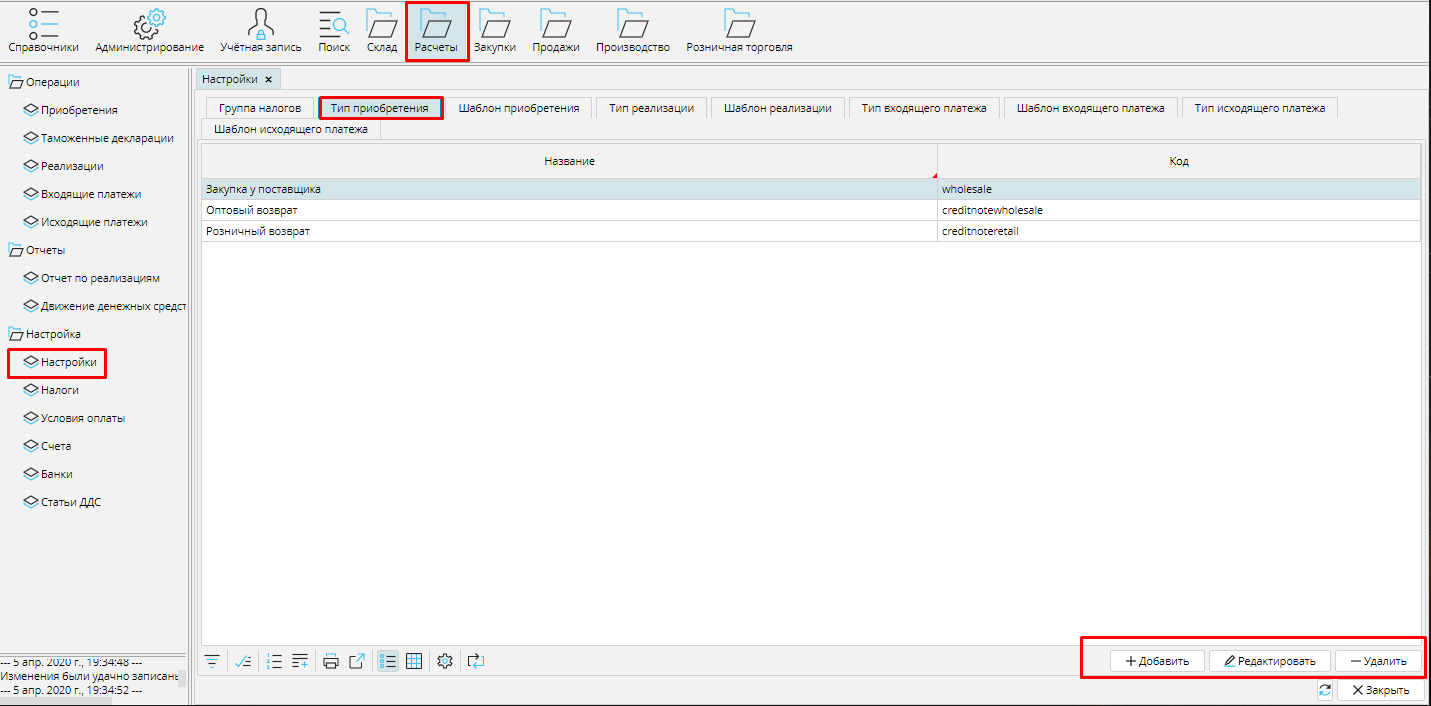 Справочники Администрирование Учётная запись Поиск Склад Расчеты Закупки Продажи Производство Розничная торговля
Операции
Приобретения
Таможенные декларации
Реализации
Входящие платежи
Исходящие платежи
Отчеты
Отчет по реализациям
Движение денежных средст
Настройка
Настройки
Налоги
Условия оплаты
Счета
Банки
Статьи ДДС
--- 5 апр. 2020 г., 19:34:48 ---
Изменения были удачно записань
--- 5 апр. 2020 г., 19:34:52 ---
Настройки
Группа налогов Тип приобретения Шаблон приобретения Тип реализации Шаблон реализации Тип входящего платежа Шаблон входящего платежа Тип исходящего платежа
Шаблон исходящего платежа
Название Код
Закупка у поставщика wholesale
Оптовый возврат creditnotewholesale
Розничный возврат creditnoteretail
Добавить Редактировать Удалить
Закрыть